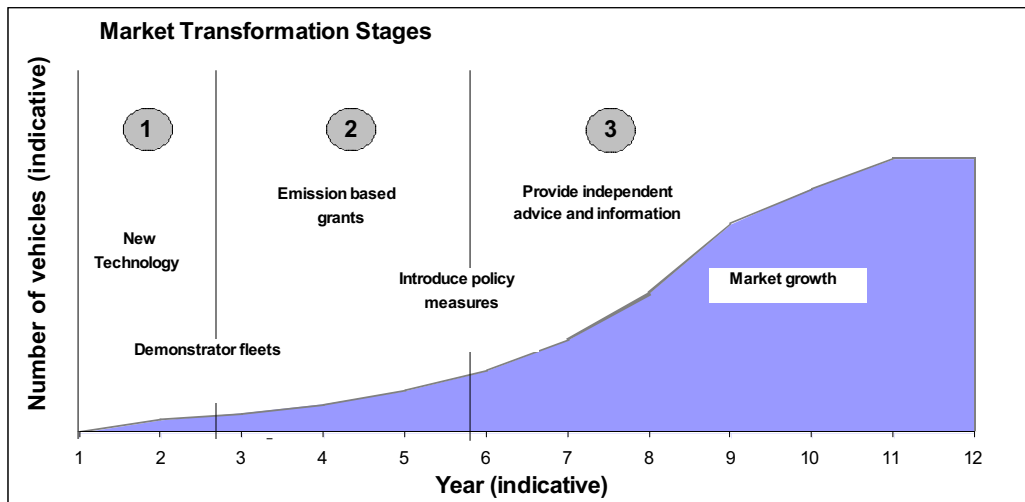 Market Transformation Stages
Number of vehicles (indicative)
1
2
3
Emission based
grants
Provide independent
advice and information
New
Technology
Introduce policy
measures
Market growth
Demonstrator fleets
1 2 3 4 5 6 7 8 9 10 11 12
Year (indicative)